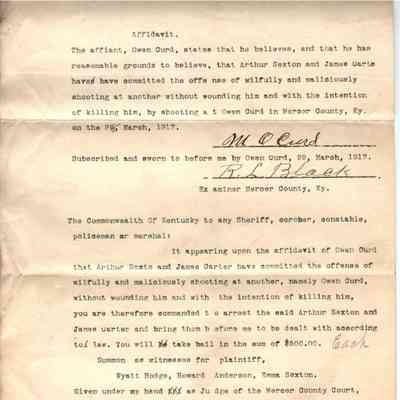 Affidavit.
The affiant, Owen Curd, states that he believes, and that he has
reasonable grounds to believe, that Arthur Sexton and James Carte
have have committed the offe nse of wilfully and maliciously
shooting at another without wounding him and with the intention
of killing him, by shooting a t Owen Curd in Mercer County, Ky.
on the March, 1917.
M O Curd
Subscribed and sworn to before me by Owen Curd, 29, March, 1917.
R. L. Black
Ex aminer Mercer County, Ky.
The Commonwealth Of Kentucky to any Sheriff, coroner, constable,
policeman or marshal:
It appearing upon the affidavit of Owen Curd
that Arthur Sexto and James Carter have committed the offense of
wilfully and maliciously shooting at another, namely Owen Curd,
without wounding him and with the intention of killing him,
you are therefore commanded t o arrest the said Arthur Sexton and
James Carter and bring them b efore me to be dealt with according
to law. You will take bail in the sum of $500.00. Each
Summon as witnesses for plaintiff,
Wyatt Hodge, Howard Anderson, Emma Sexton.
Given under my hand as Ju dge of the Mercer County Court,